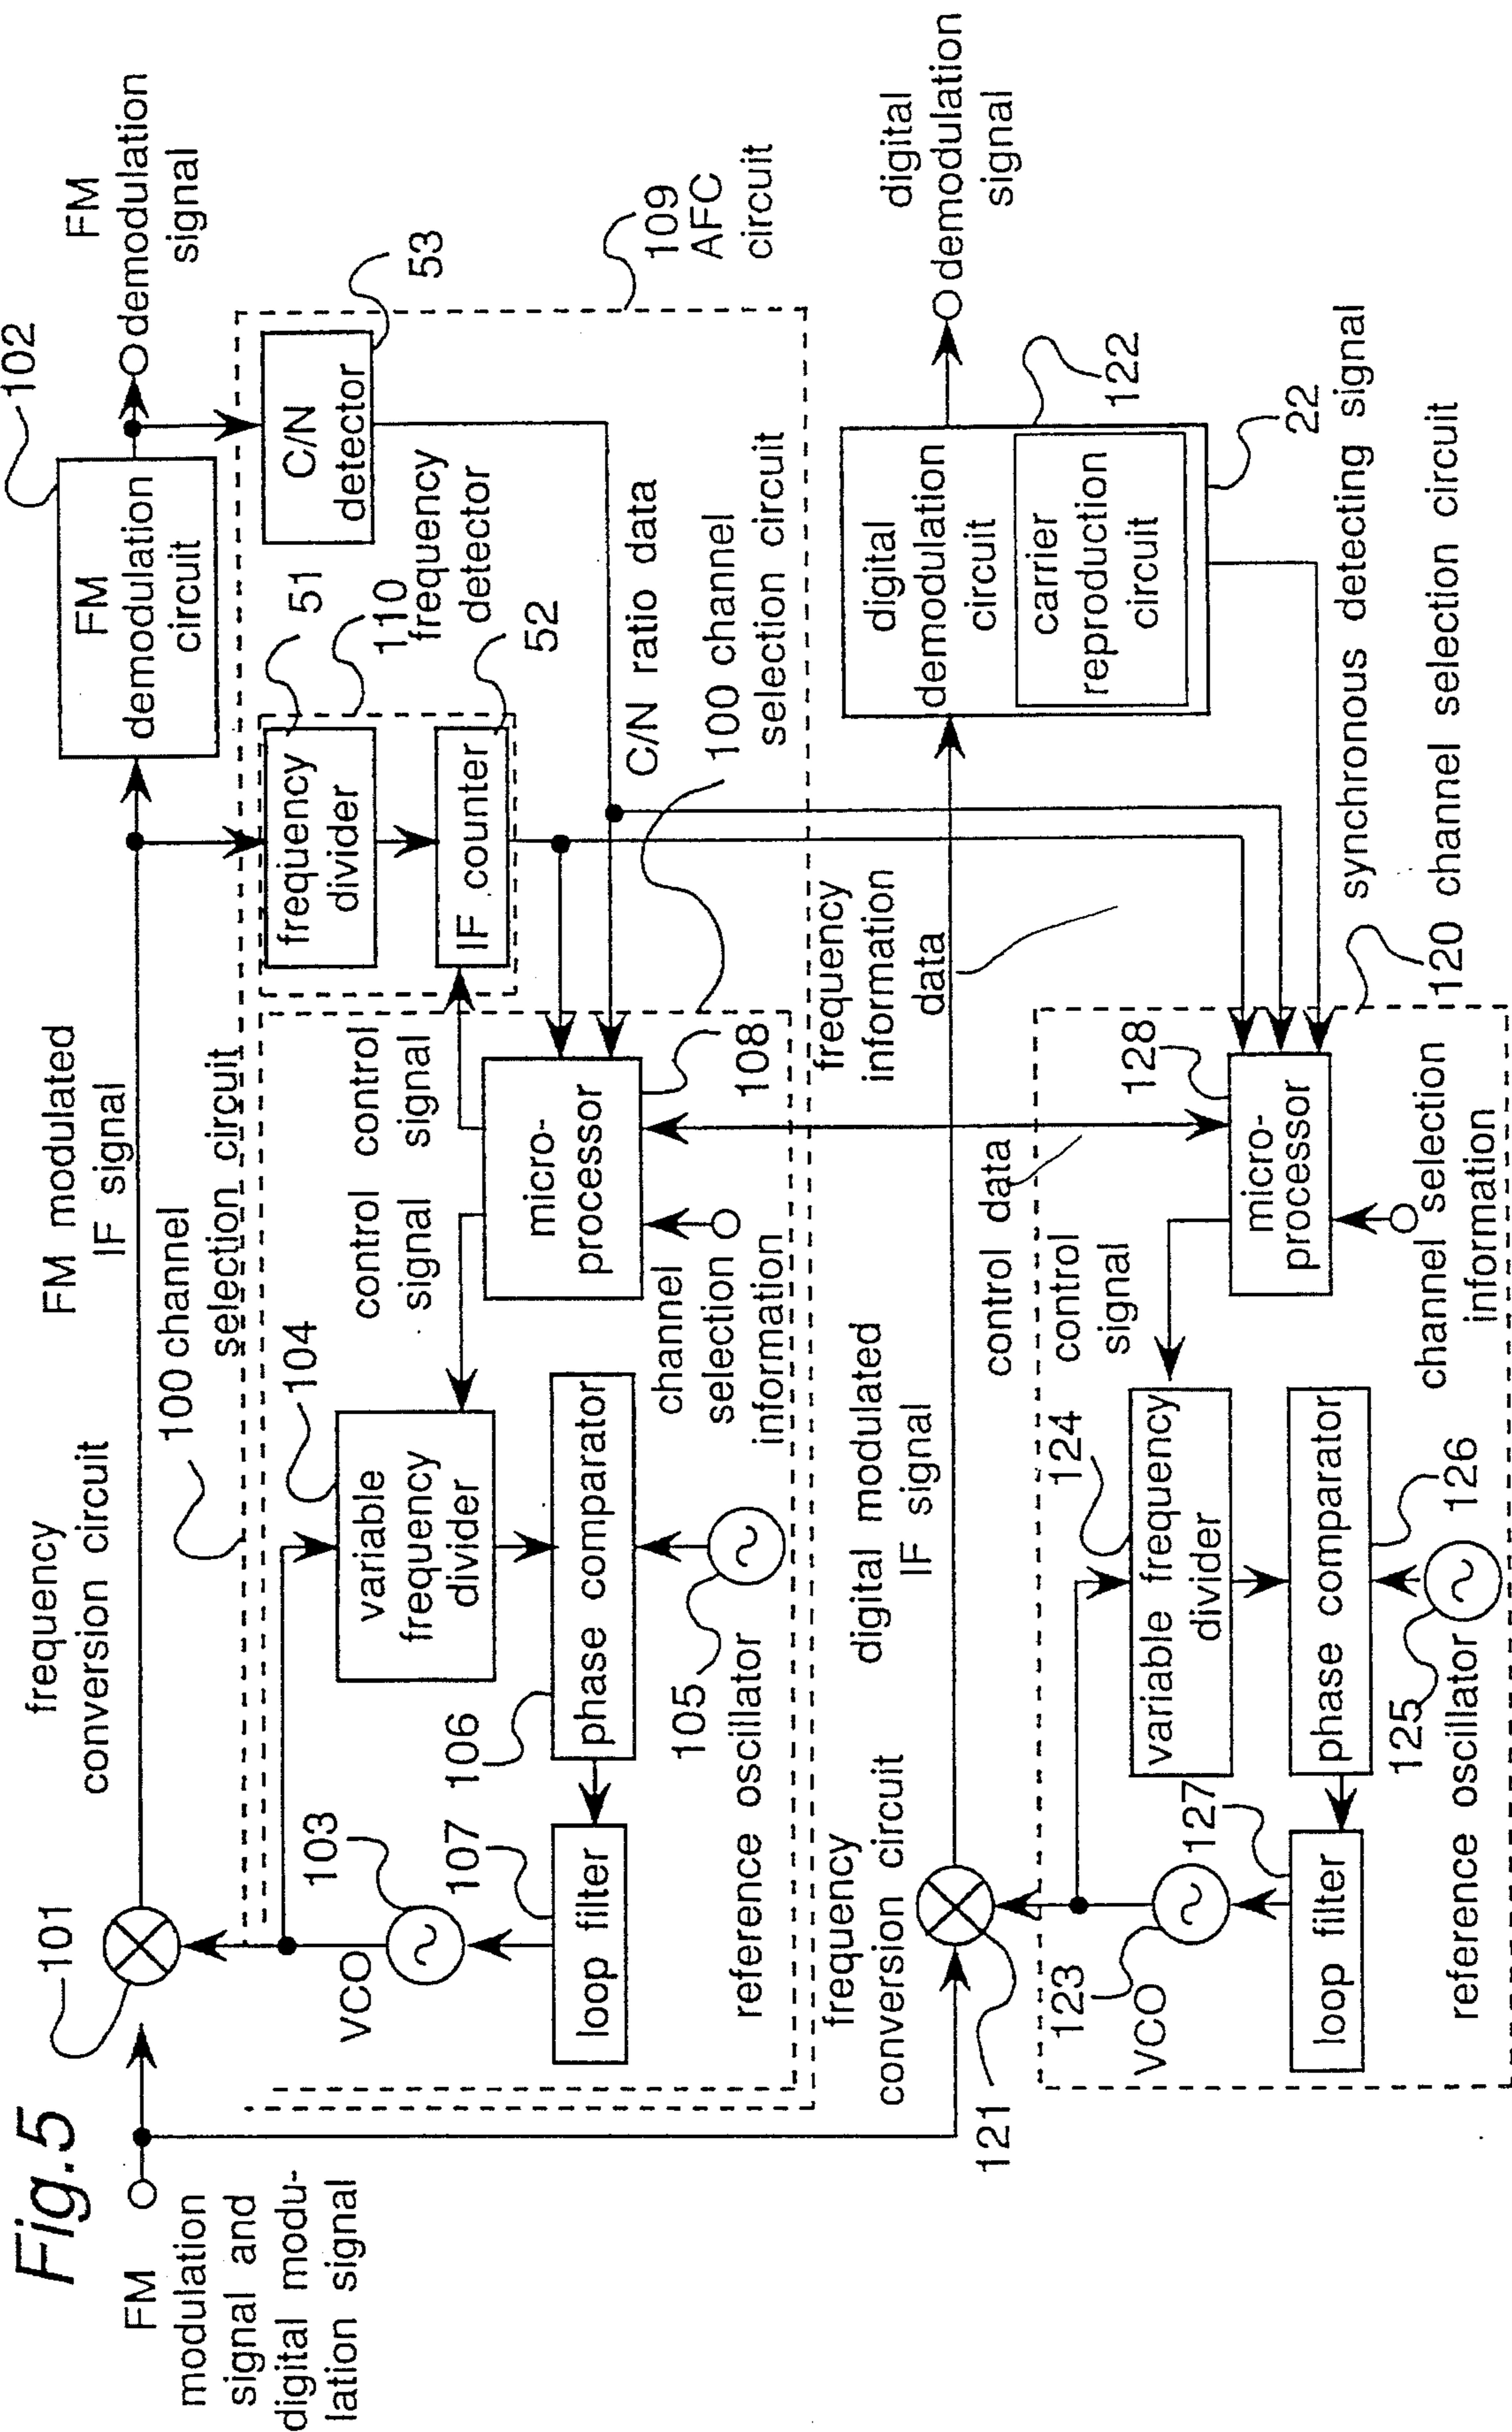 Fig.5
FM
modulation
signal and
digital modu-
lation signal
101
frequency
conversion circuit
FM modulated
IF signal
102
FM
demodulation
circuit
FM
demodulation
signal
100 channel
selection circuit
51
frequency
divider
110
frequency
detector
IF counter
52
C/N
detector
53
109
AFC
circuit
C/N ratio data
100 channel
selection circuit
103
VCO
104
variable
frequency
divider
control
signal
control
signal
micro-
processor
108
channel
selection
information
106
phase comparator
105
reference oscillator
107
loop filter
frequency
information
data
frequency
conversion circuit
121
digital modulated
IF signal
control data
digital
demodulation
circuit
carrier
reproduction
circuit
122
22
digital
demodulation
signal
synchronous detecting signal
120 channel selection circuit
123
VCO
124
variable frequency
divider
control
signal
128
micro-
processor
channel selection
information
126
phase comparator
125
reference oscillator
127
loop filter